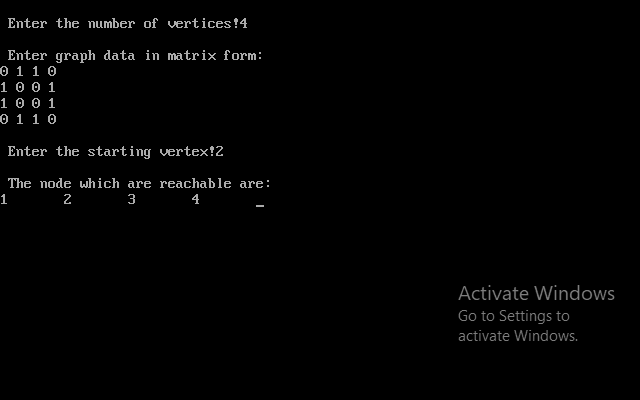 Enter the number of vertices!4
Enter graph data in matrix form:
0 1 1 0
1 0 0 1
1 0 0 1
0 1 1 0
Enter the starting vertex!2
The node which are reachable are:
1 2 3 4 _
Activate Windows
Go to Settings to
activate Windows.